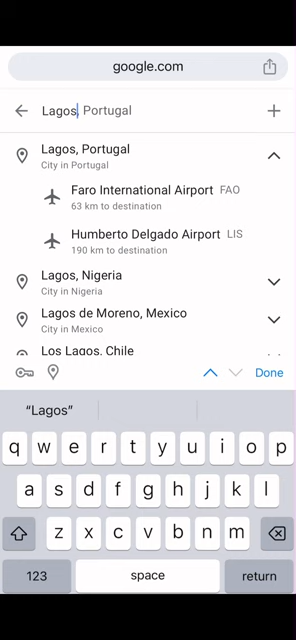 google.com
Lagos, Portugal
Lagos, Portugal
City in Portugal
Faro International Airport FAO
63 km to destination
Humberto Delgado Airport LIS
190 km to destination
Lagos, Nigeria
City in Nigeria
Lagos de Moreno, Mexico
City in Mexico
Los Lagos, Chile
Done
“Lagos”
q w e r t y u i o p
a s d f g h j k l
z x c v b n m
123 space return